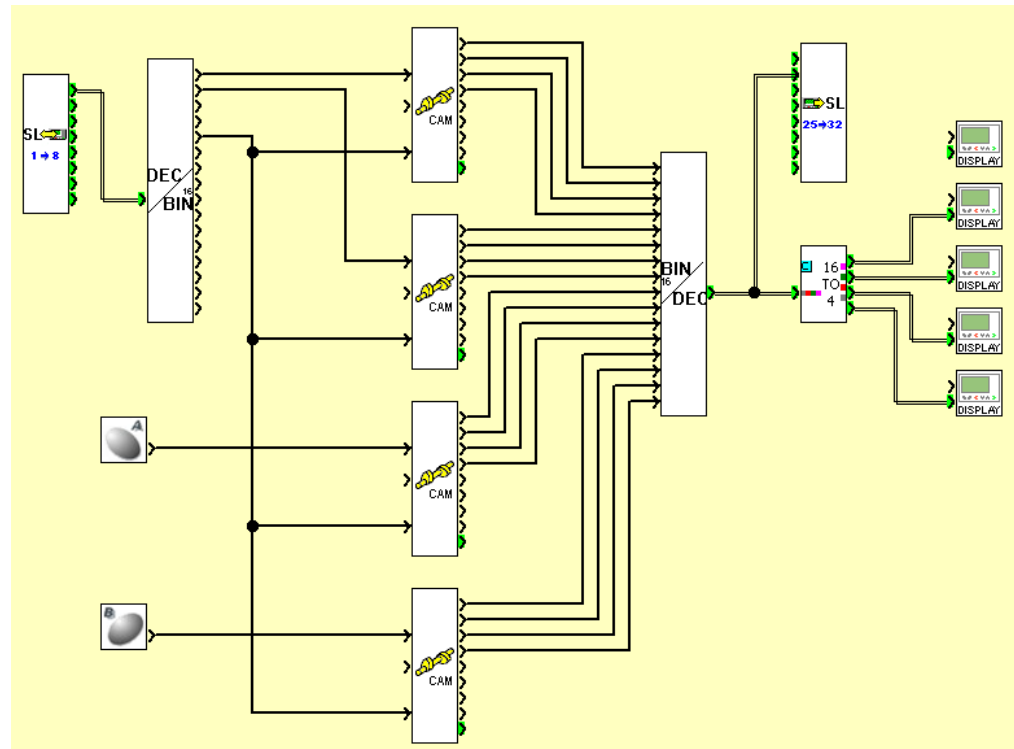 SL
1➔8
DEC
16
BIN
CAM
CAM
A
CAM
B
CAM
BIN
16
DEC
SL
25➔32
C
16
TO
4
DISPLAY
DISPLAY
DISPLAY
DISPLAY
DISPLAY